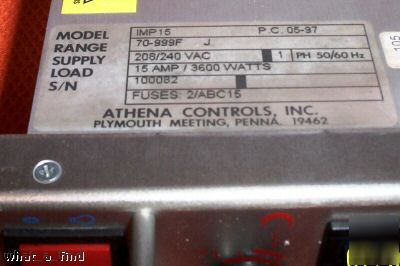 MODEL IMP15 P.C. 05-97
RANGE 70-999F J
SUPPLY 208/240 VAC 1 PH 50/60 Hz
LOAD 15 AMP / 3600 WATTS
S/N 100082
FUSES: 2/ABC15
ATHENA CONTROLS, INC.
PLYMOUTH MEETING, PENNA. 19462
105
what a find